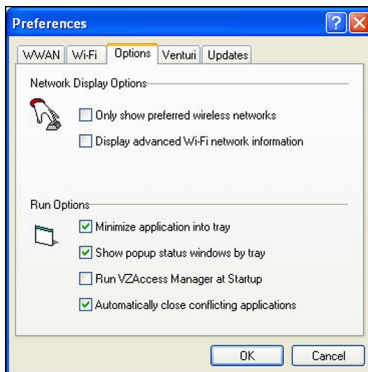 Preferences
WWAN Wi-Fi Options Venturi Updates
Network Display Options
Only show preferred wireless networks
Display advanced Wi-Fi network information
Run Options
Minimize application into tray
Show popup status windows by tray
Run VZAccess Manager at Startup
Automatically close conflicting applications
OK Cancel